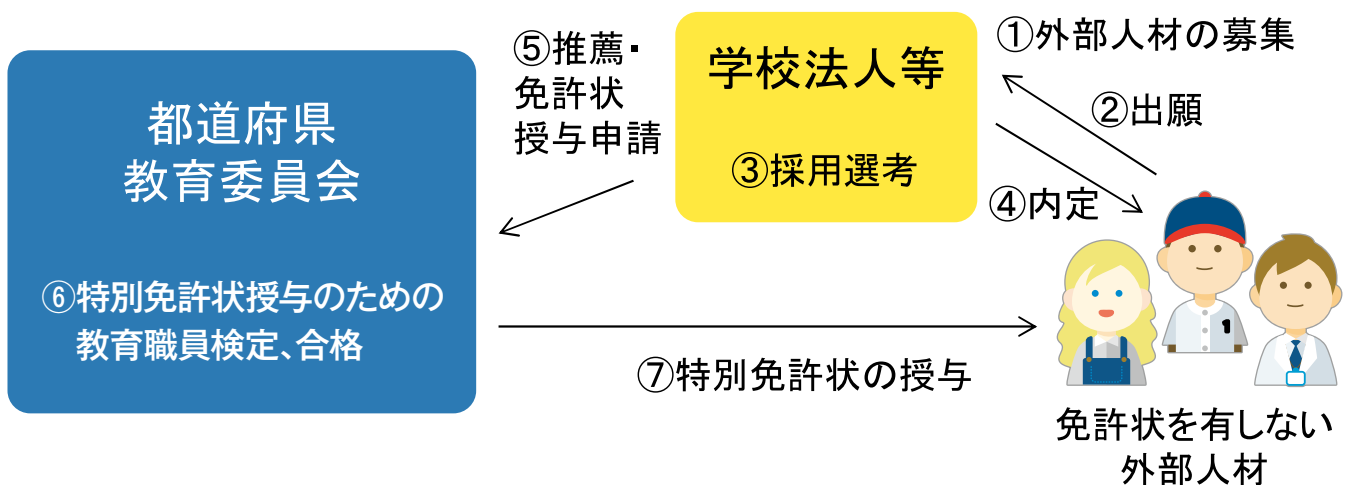 都道府県
教育委員会
⑥特別免許状授与のための
教育職員検定、合格
⑤推薦・
免許状
授与申請
学校法人等
③採用選考
①外部人材の募集
②出願
④内定
⑦特別免許状の授与
1
免許状を有しない
外部人材